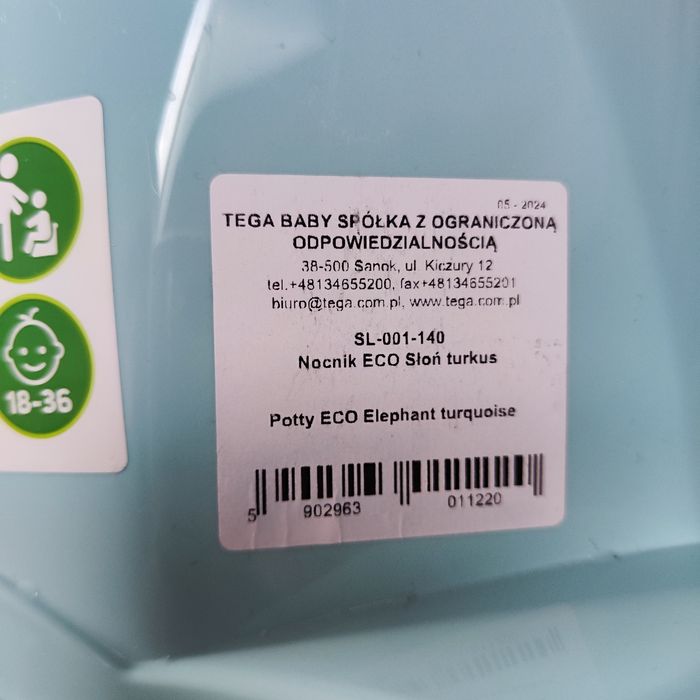 05 - 2024
TEGA BABY SPÓŁKA Z OGRANICZONĄ
ODPOWIEDZIALNOŚCIĄ
38-500 Sanok, ul. Kiczury 12
tel.+48134655200, fax+48134655201
biuro@tega.com.pl, www.tega.com.pl
SL-001-140
Nocnik ECO Słoń turkus
Potty ECO Elephant turquoise
5 902963 011220
18-36